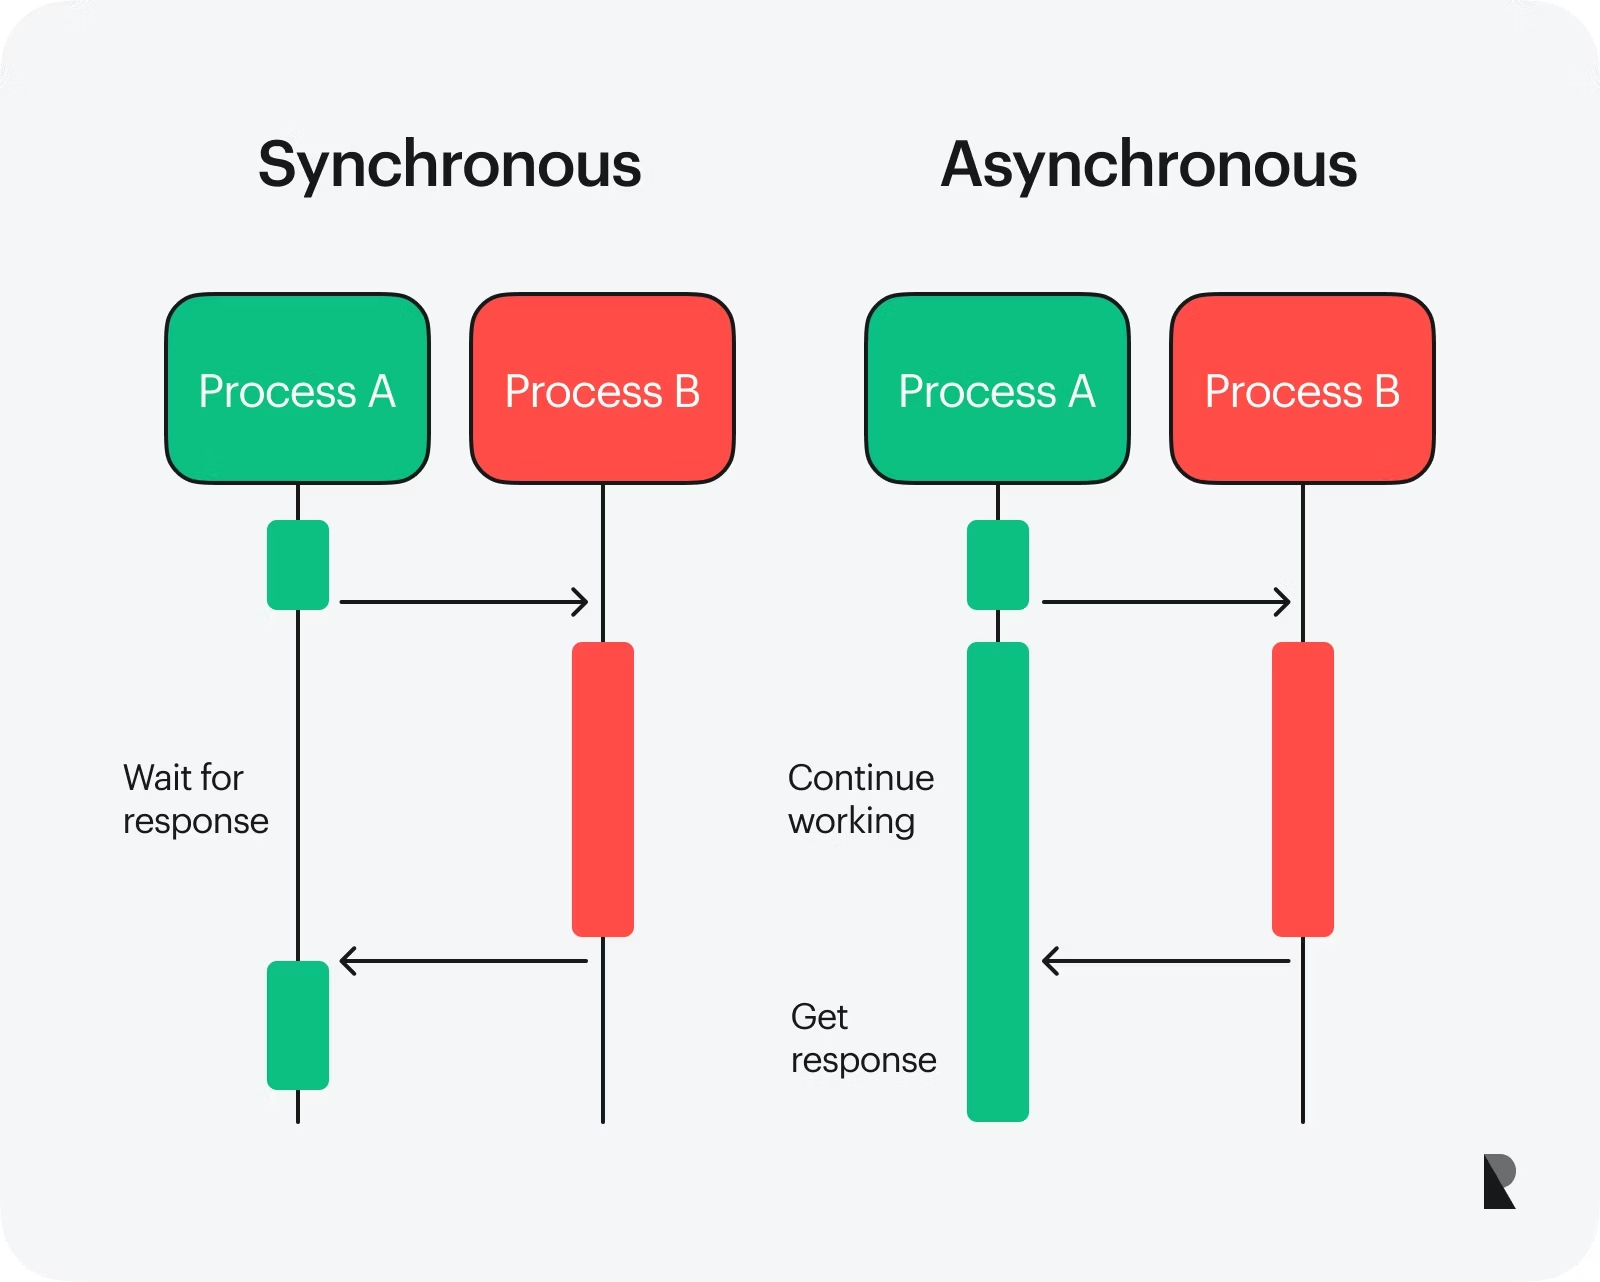 Synchronous
Asynchronous
Process A
Process B
Process A
Process B
Wait for
response
Continue
working
Get
response